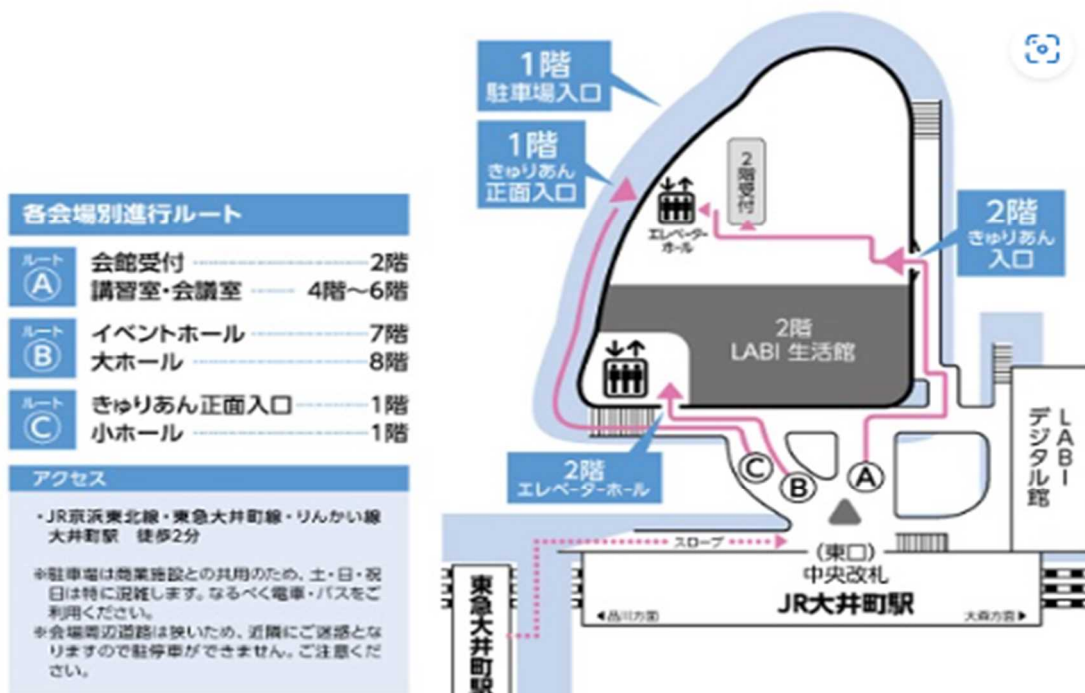 各会場別進行ルート
ルート
A
会館受付 2階
講習室・会議室 4階～6階
ルート
B
イベントホール 7階
大ホール 8階
ルート
C
きゅりあん正面入口 1階
小ホール 1階
アクセス
・JR京浜東北線・東急大井町線・りんかい線
大井町駅 徒歩2分
※駐車場は商業施設との共用のため、土・日・祝
日は特に混雑します。なるべく電車・バスをご
利用ください。
※会場周辺道路は狭いため、近隣にご迷惑とな
りますので駐停車ができません。ご注意くだ
さい。
1階
駐車場入口
1階
きゅりあん
正面入口
2階受付
エレベーター
ホール
2階
きゅりあん
入口
2階
LABI 生活館
2階
エレベーターホール
C
B
A
LABI
デジタル館
スロープ
(東口)
中央改札
JR大井町駅
品川方面
大森方面
東急大井町駅